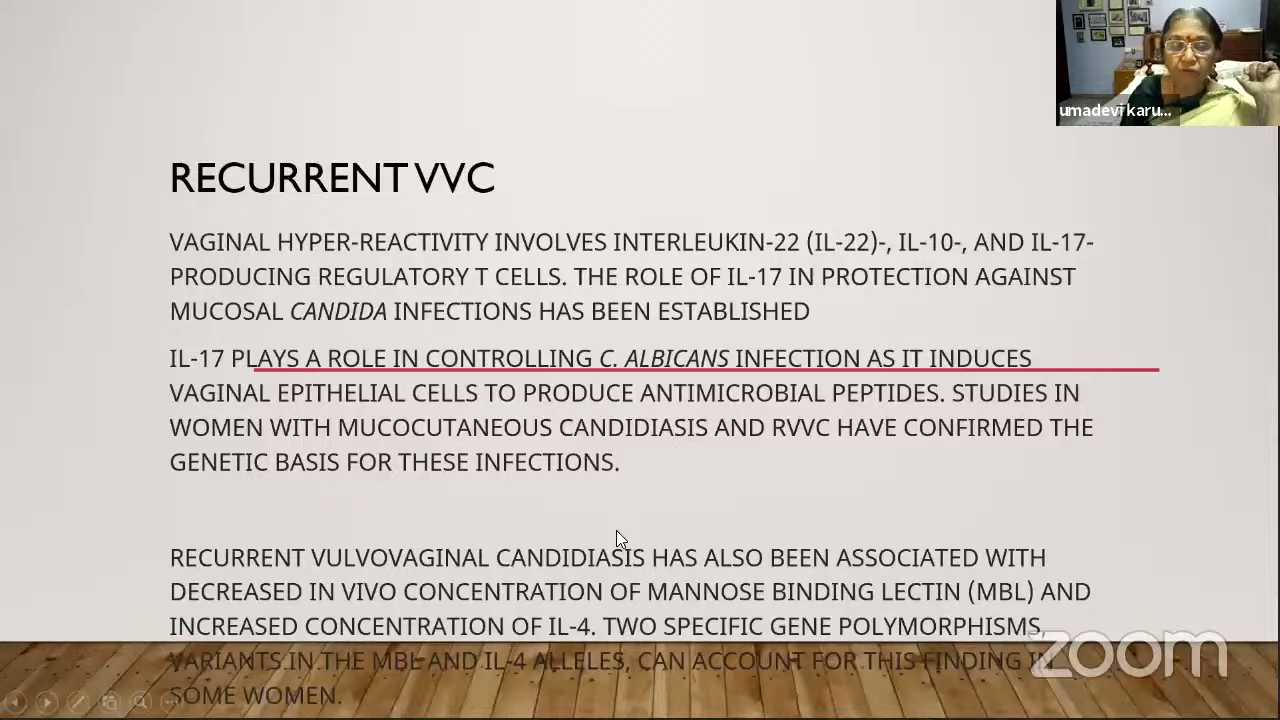 umadevi karu...
RECURRENT VVC
VAGINAL HYPER-REACTIVITY INVOLVES INTERLEUKIN-22 (IL-22)-, IL-10-, AND IL-17-
PRODUCING REGULATORY T CELLS. THE ROLE OF IL-17 IN PROTECTION AGAINST
MUCOSAL CANDIDA INFECTIONS HAS BEEN ESTABLISHED
IL-17 PLAYS A ROLE IN CONTROLLING C. ALBICANS INFECTION AS IT INDUCES
VAGINAL EPITHELIAL CELLS TO PRODUCE ANTIMICROBIAL PEPTIDES. STUDIES IN
WOMEN WITH MUCOCUTANEOUS CANDIDIASIS AND RVVC HAVE CONFIRMED THE
GENETIC BASIS FOR THESE INFECTIONS.
RECURRENT VULVOVAGINAL CANDIDIASIS HAS ALSO BEEN ASSOCIATED WITH
DECREASED IN VIVO CONCENTRATION OF MANNOSE BINDING LECTIN (MBL) AND
INCREASED CONCENTRATION OF IL-4. TWO SPECIFIC GENE POLYMORPHISMS
VARIANTS IN THE MBL AND IL-4 ALLELES, CAN ACCOUNT FOR THIS FINDING IN
SOME WOMEN.
zoom